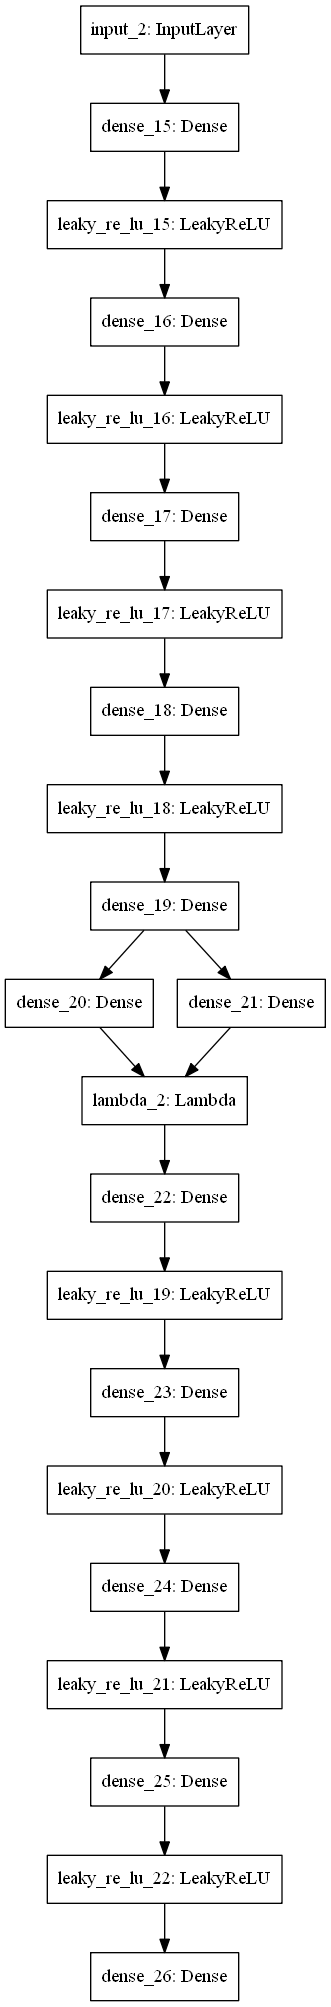 input_2: InputLayer
dense_15: Dense
leaky_re_lu_15: LeakyReLU
dense_16: Dense
leaky_re_lu_16: LeakyReLU
dense_17: Dense
leaky_re_lu_17: LeakyReLU
dense_18: Dense
leaky_re_lu_18: LeakyReLU
dense_19: Dense
dense_20: Dense
dense_21: Dense
lambda_2: Lambda
dense_22: Dense
leaky_re_lu_19: LeakyReLU
dense_23: Dense
leaky_re_lu_20: LeakyReLU
dense_24: Dense
leaky_re_lu_21: LeakyReLU
dense_25: Dense
leaky_re_lu_22: LeakyReLU
dense_26: Dense